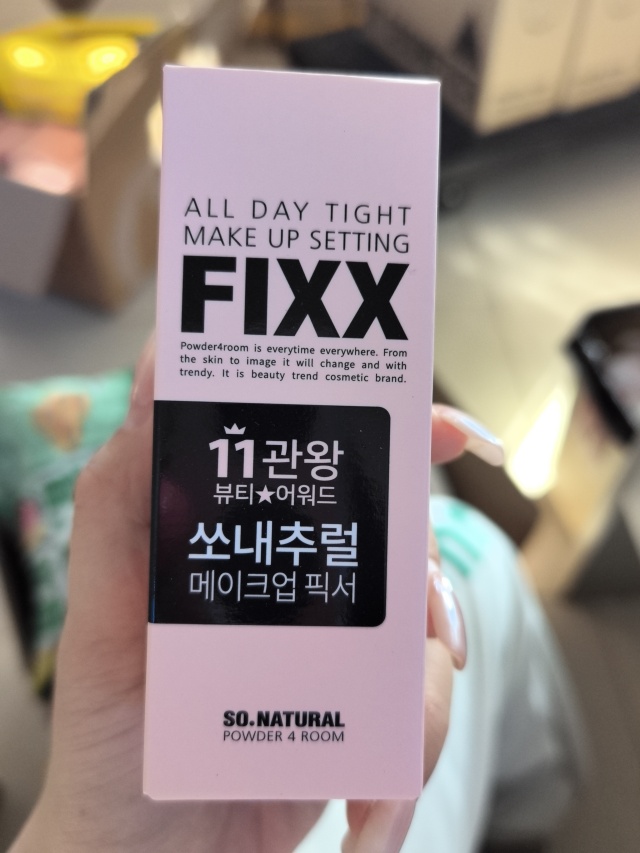 ALL DAY TIGHT
MAKE UP SETTING
FIXX
Powder4room is everytime everywhere. From
the skin to image it will change and with
trendy. It is beauty trend cosmetic brand.
11관왕
뷰티★어워드
쏘내추럴
메이크업 픽서
SO.NATURAL
POWDER 4 ROOM